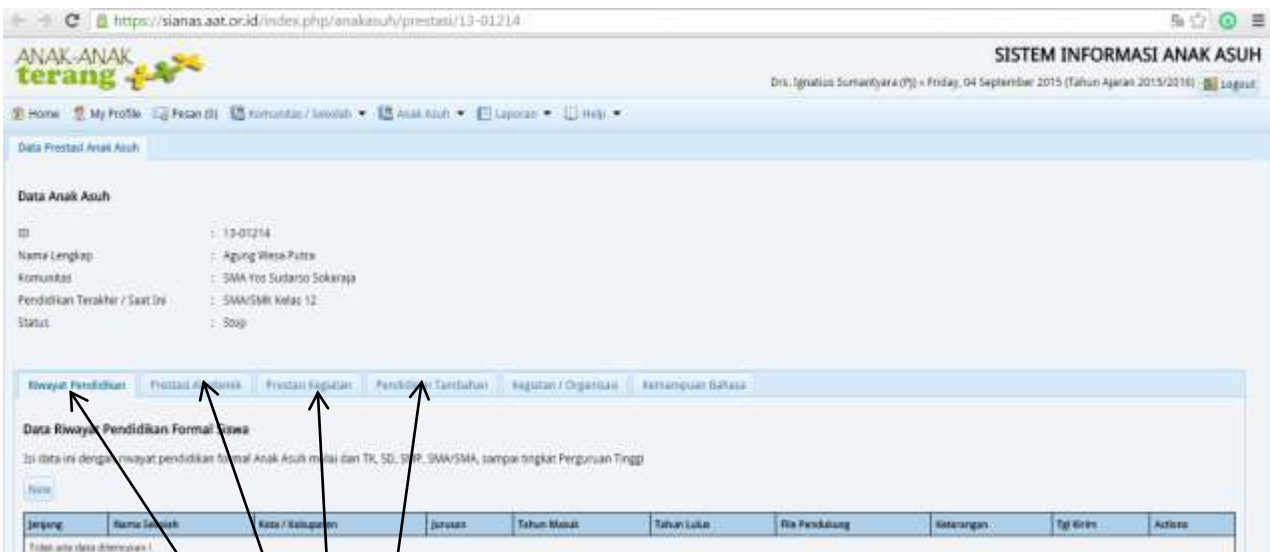 https://sianas.aat.or.id/index.php/anakasuh/prestasi/13-01214
ANAK-ANAK
terang
SISTEM INFORMASI ANAK ASUH
Drs. Ignatius Sumantyara (PJ) - Friday, 04 September 2015 (Tahun Ajaran 2015/2016) Logout
Home My Profile Pesan (0) Komunitas / Sekolah Anak Asuh Laporan Help
Data Prestasi Anak Asuh
Data Anak Asuh
ID : 13-01214
Nama Lengkap : Agung Wesa Putra
Komunitas : SMA Yos Sudarso Sokaraja
Pendidikan Terakhir / Saat Ini : SMA/SMK Kelas 12
Status : Stop
Riwayat Pendidikan Prestasi Akademik Prestasi Kegiatan Pendidikan Tambahan Kegiatan / Organisasi Kemampuan Bahasa
Data Riwayat Pendidikan Formal Siswa
Isi data ini dengan riwayat pendidikan formal Anak Asuh mulai dari TK, SD, SMP, SMA/SMA, sampai tingkat Perguruan Tinggi
New
Jenjang Nama Sekolah Kota / Kabupaten Jurusan Tahun Masuk Tahun Lulus File Pendukung Keterangan Tgl Kirim Actions
Tidak ada data ditemukan !